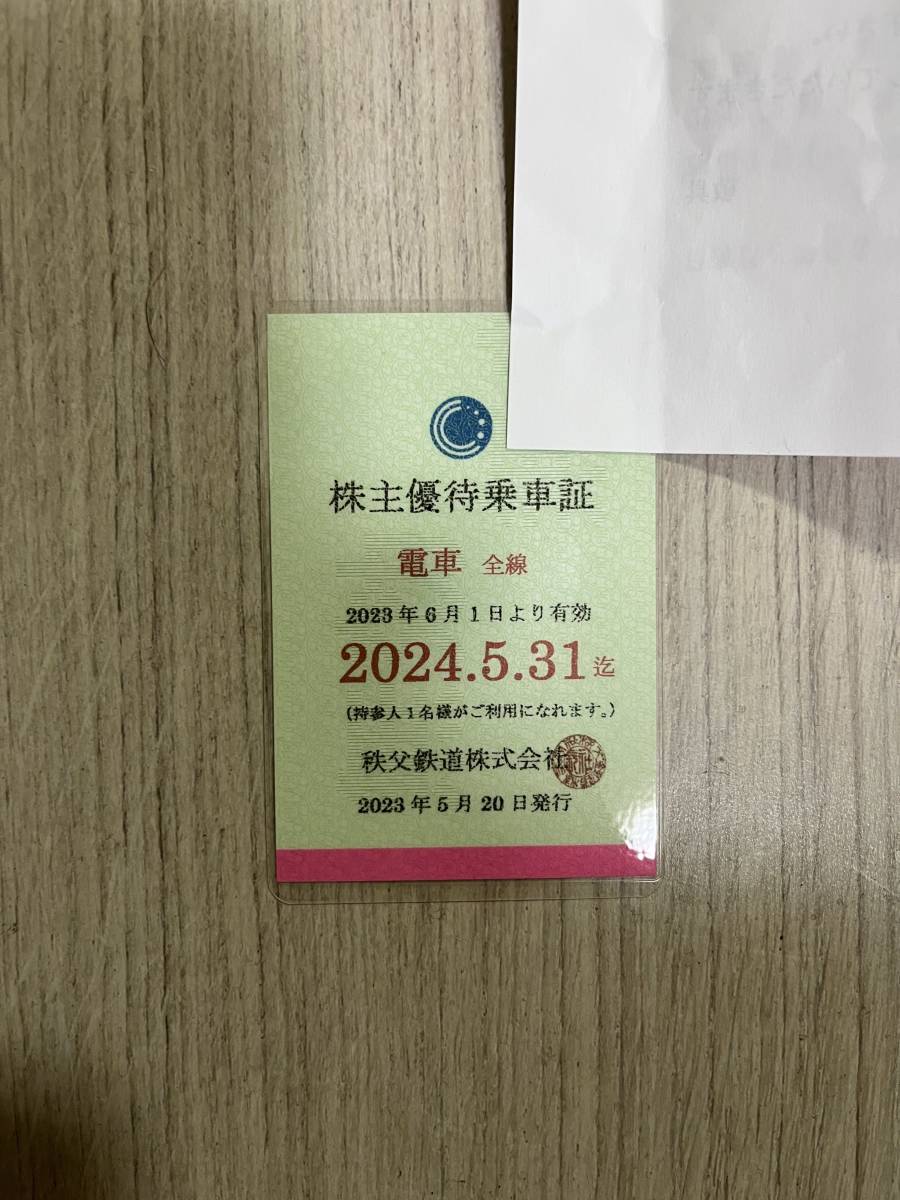 株主優待乗車証
電車 全線
2023年6月1日より有効
2024.5.31迄
(持参人1名様がご利用になれます。)
秩父鉄道株式会社
2023年5月20日発行